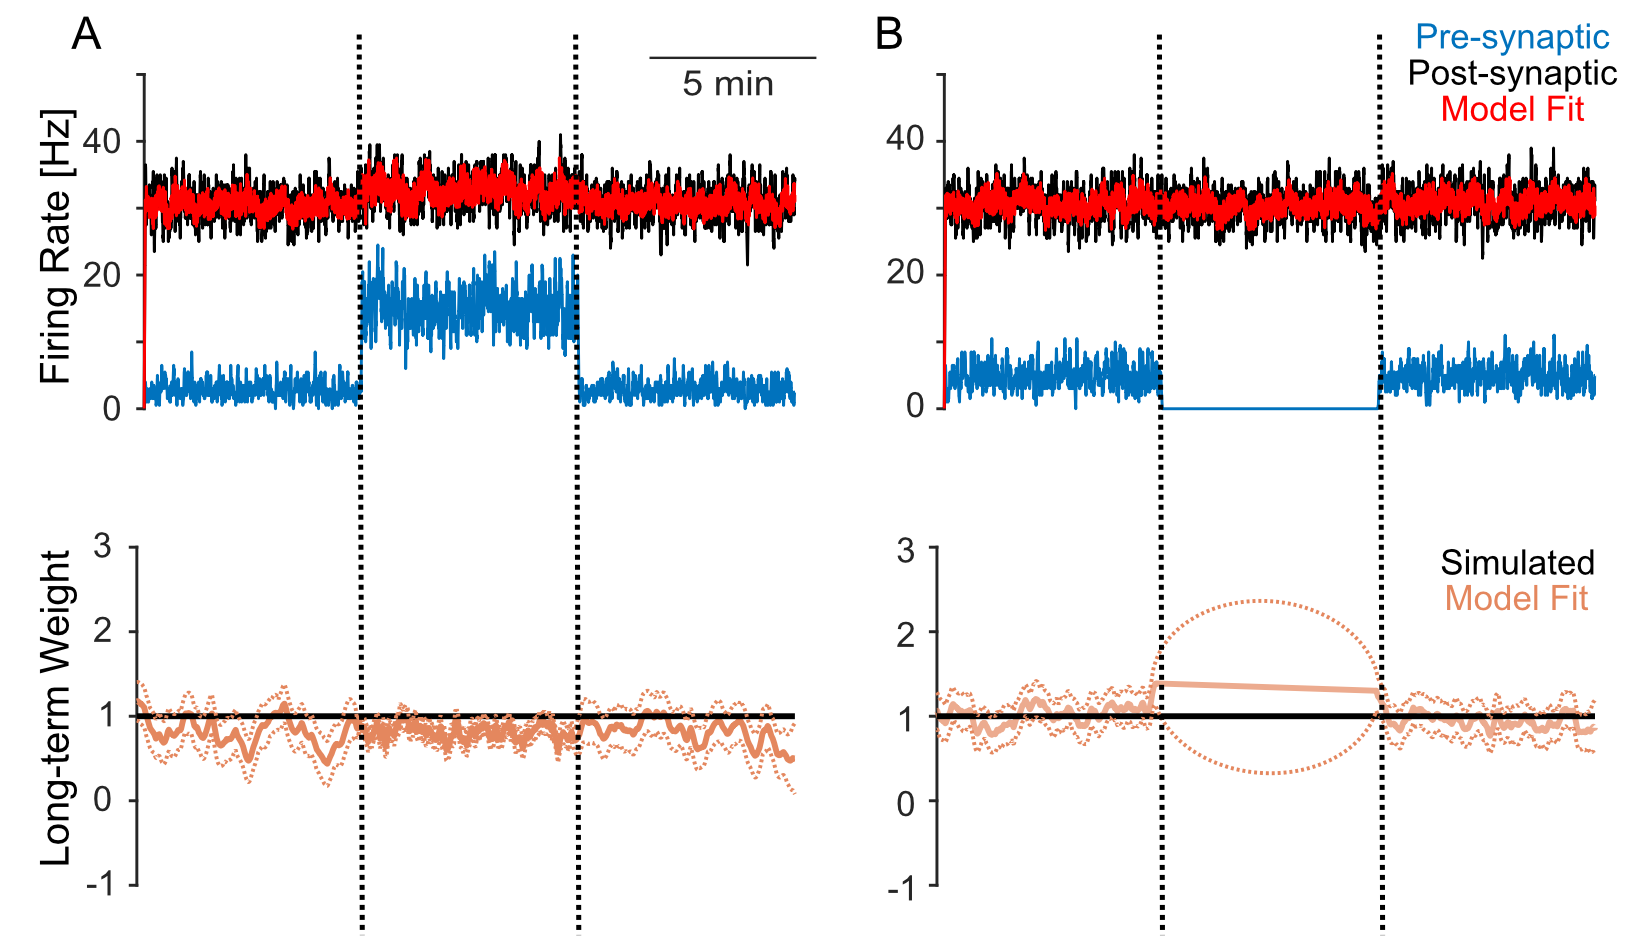 A
B
5 min
Pre-synaptic
Post-synaptic
Model Fit
Firing Rate [Hz]
40
20
0
40
20
0
Long-term Weight
3
2
1
0
-1
3
2
1
0
-1
Simulated
Model Fit